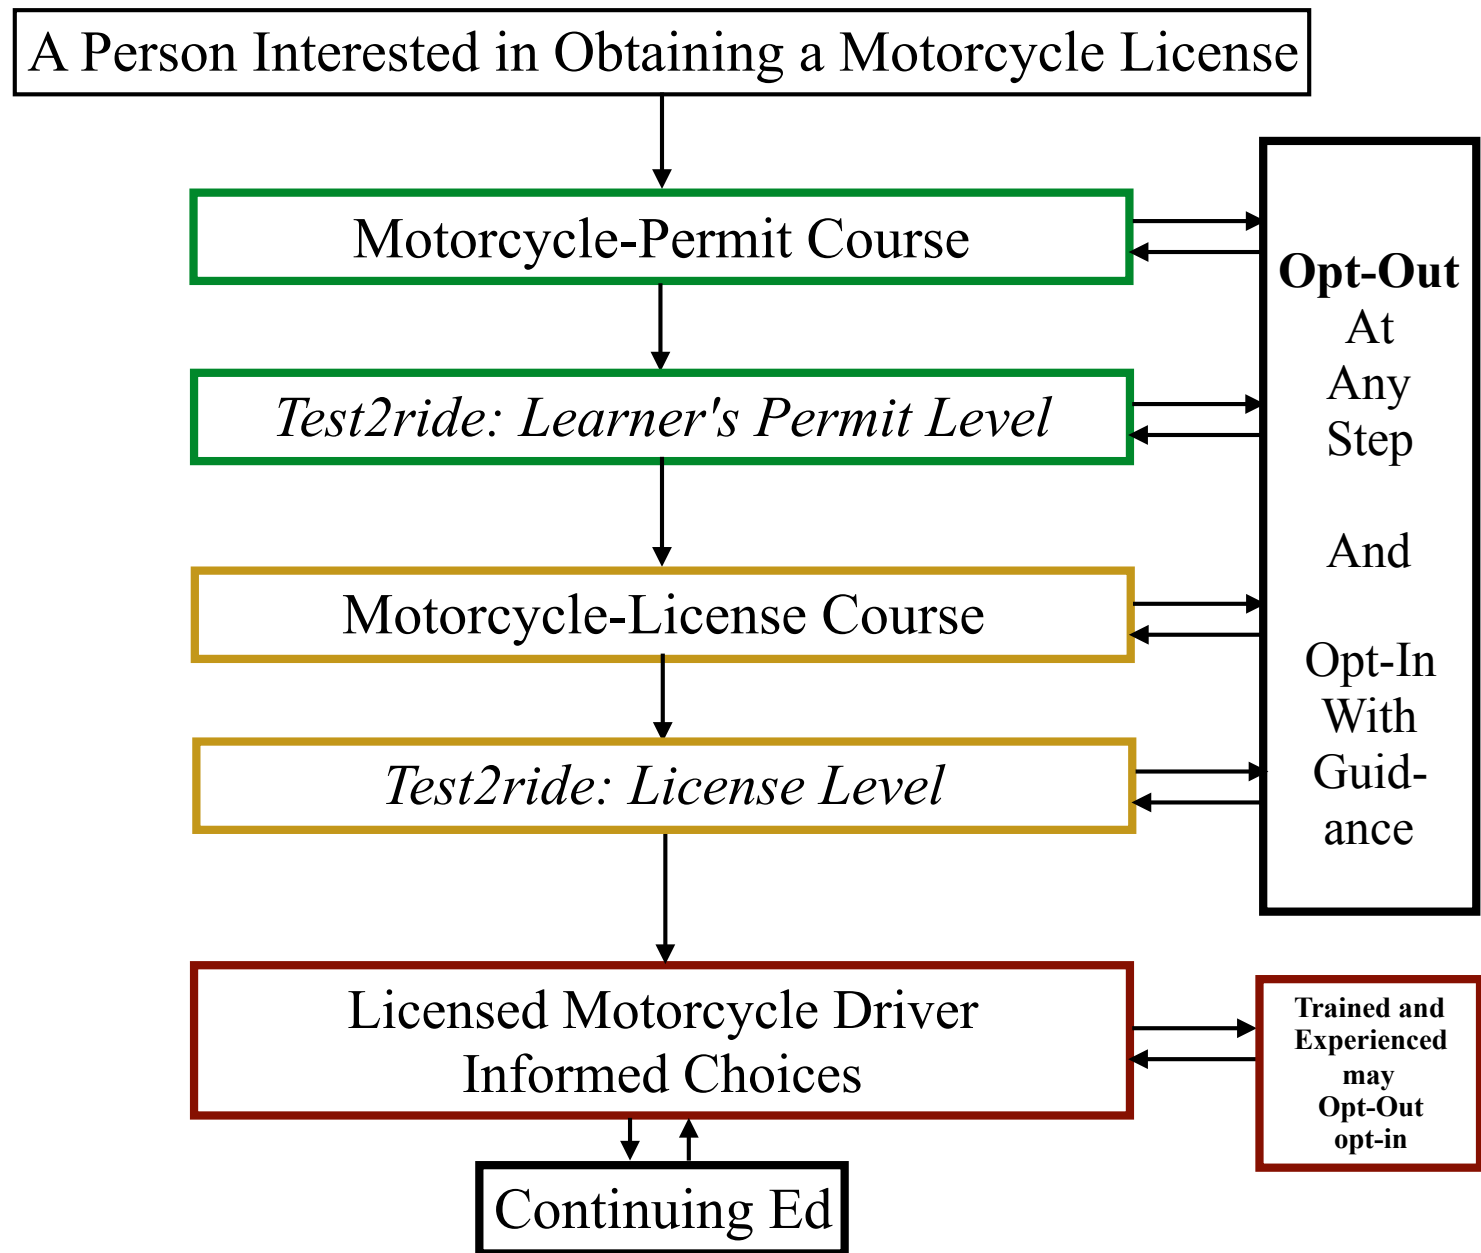 A Person Interested in Obtaining a Motorcycle License
Motorcycle-Permit Course
Test2ride: Learner's Permit Level
Motorcycle-License Course
Test2ride: License Level
Licensed Motorcycle Driver
Informed Choices
Continuing Ed
Opt-Out
At
Any
Step
And
Opt-In
With
Guid-
ance
Trained and
Experienced
may
Opt-Out
opt-in